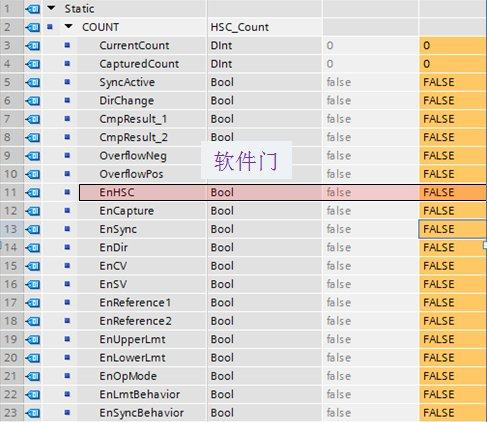 1 Static
2 COUNT HSC_Count
3 CurrentCount DInt 0 0
4 CapturedCount DInt 0 0
5 SyncActive Bool false FALSE
6 DirChange Bool false FALSE
7 CmpResult_1 Bool false FALSE
8 CmpResult_2 Bool false FALSE
9 OverflowNeg Bool false FALSE
软件门
10 OverflowPos Bool false FALSE
11 EnHSC Bool false FALSE
12 EnCapture Bool false FALSE
13 EnSync Bool false FALSE
14 EnDir Bool false FALSE
15 EnCV Bool false FALSE
16 EnSV Bool false FALSE
17 EnReference1 Bool false FALSE
18 EnReference2 Bool false FALSE
19 EnUpperLmt Bool false FALSE
20 EnLowerLmt Bool false FALSE
21 EnOpMode Bool false FALSE
22 EnLmtBehavior Bool false FALSE
23 EnSyncBehavior Bool false FALSE